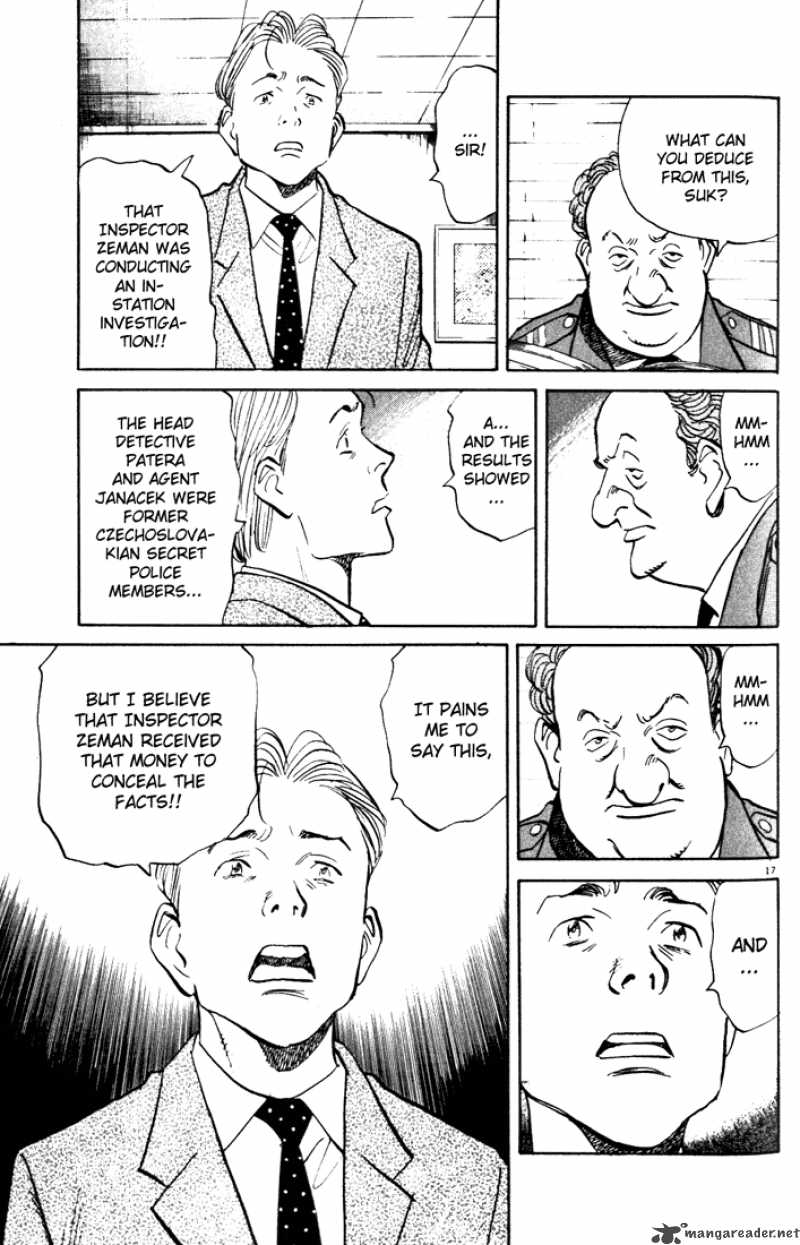 WHAT CAN
YOU DEDUCE
FROM THIS,
SUK?
...
SIR!
THAT
INSPECTOR
ZEMAN WAS
CONDUCTING
AN IN-
STATION
INVESTIGA-
TION!!
MM-
HMM
...
A...
AND THE
RESULTS
SHOWED
...
THE HEAD
DETECTIVE
PATERA
AND AGENT
JANACEK WERE
FORMER
CZECHOSLOVA-
KIAN SECRET
POLICE
MEMBERS...
MM-
HMM
...
17
AND
...
IT PAINS
ME TO
SAY THIS,
BUT I BELIEVE
THAT INSPECTOR
ZEMAN RECEIVED
THAT MONEY TO
CONCEAL THE
FACTS!!
mangareader.net